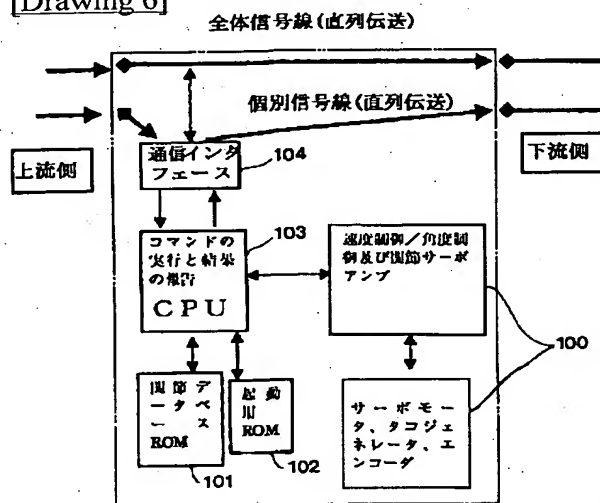 [Drawing 6]
全体信号線(直列伝送)
個別信号線(直列伝送)
上流側
下流側
通信インタ
フェース
104
コマンドの
実行と結果
の報告
CPU
103
速度制御/角度制
御及び関節サーボ
アンプ
100
関節デ
ータベ
ース
ROM
101
起動
用
ROM
102
サーボモー
タ、タコジェ
ネレータ、エ
ンコーダ